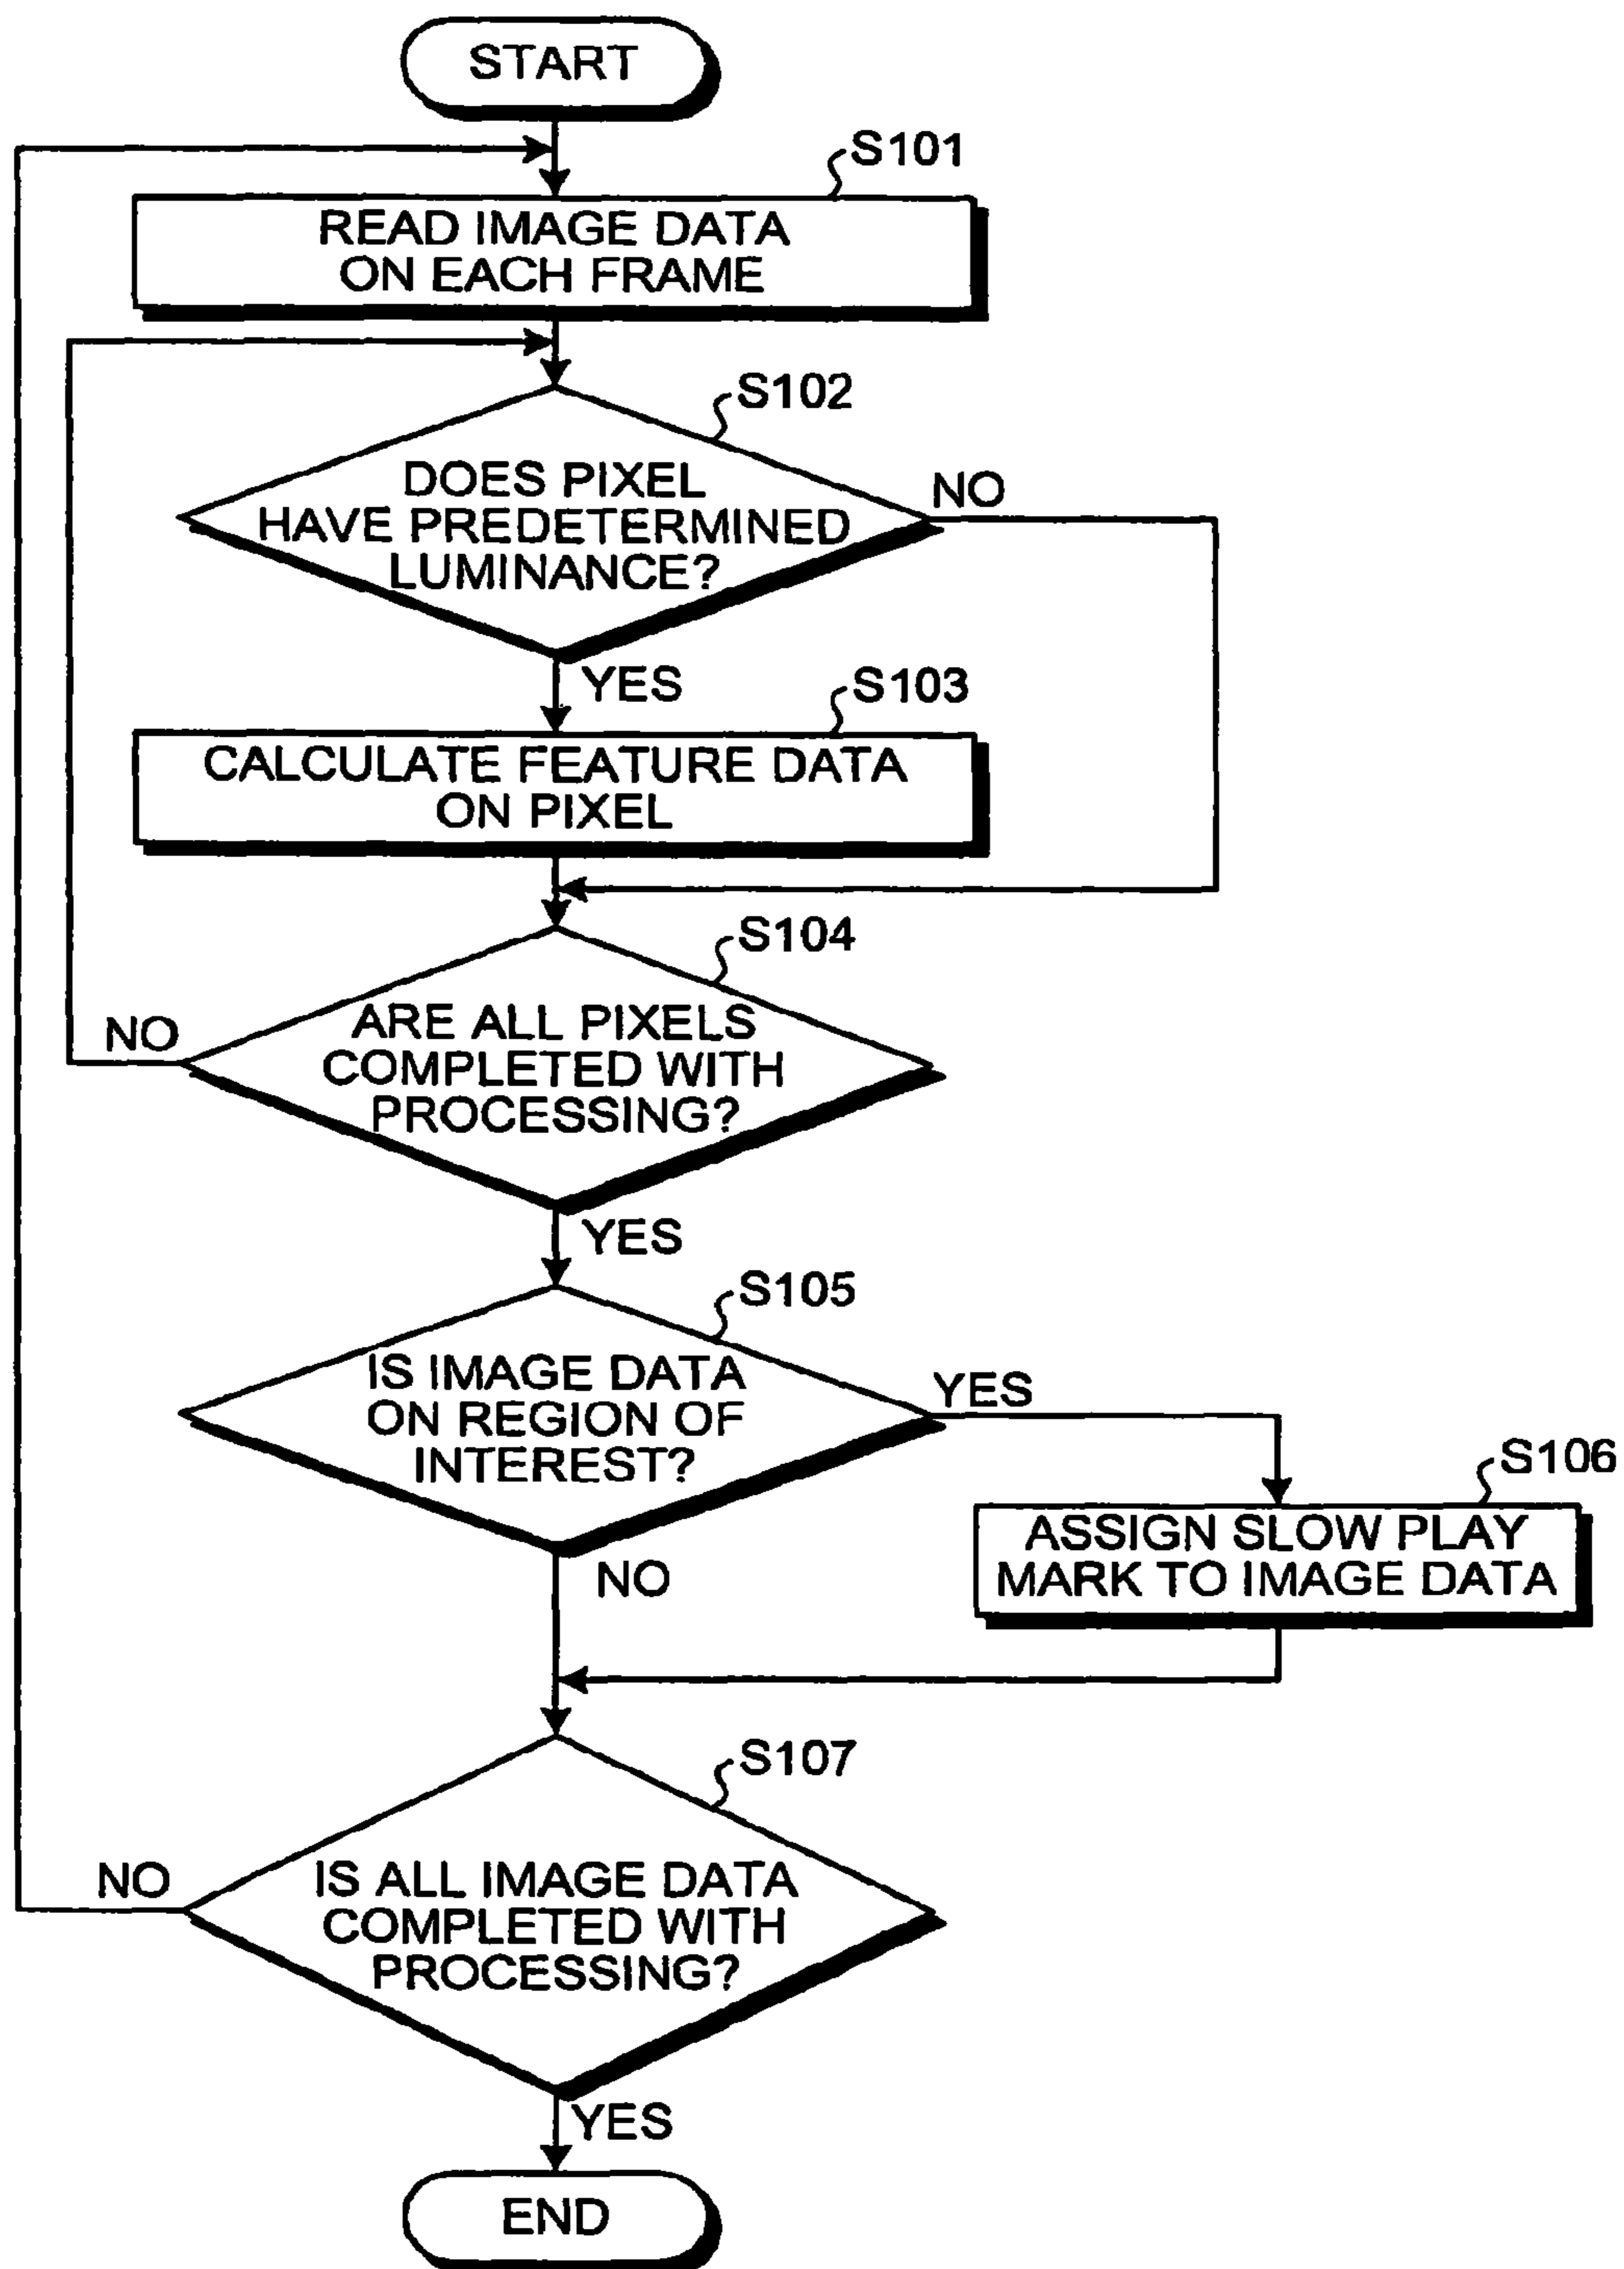 START
S101
READ IMAGE DATA
ON EACH FRAME
S102
DOES PIXEL
HAVE PREDETERMINED
LUMINANCE?
NO
YES
S103
CALCULATE FEATURE DATA
ON PIXEL
S104
ARE ALL PIXELS
COMPLETED WITH
PROCESSING?
NO
YES
S105
IS IMAGE DATA
ON REGION OF
INTEREST?
YES
S106
ASSIGN SLOW PLAY
MARK TO IMAGE DATA
NO
S107
IS ALL IMAGE DATA
COMPLETED WITH
PROCESSING?
NO
YES
END